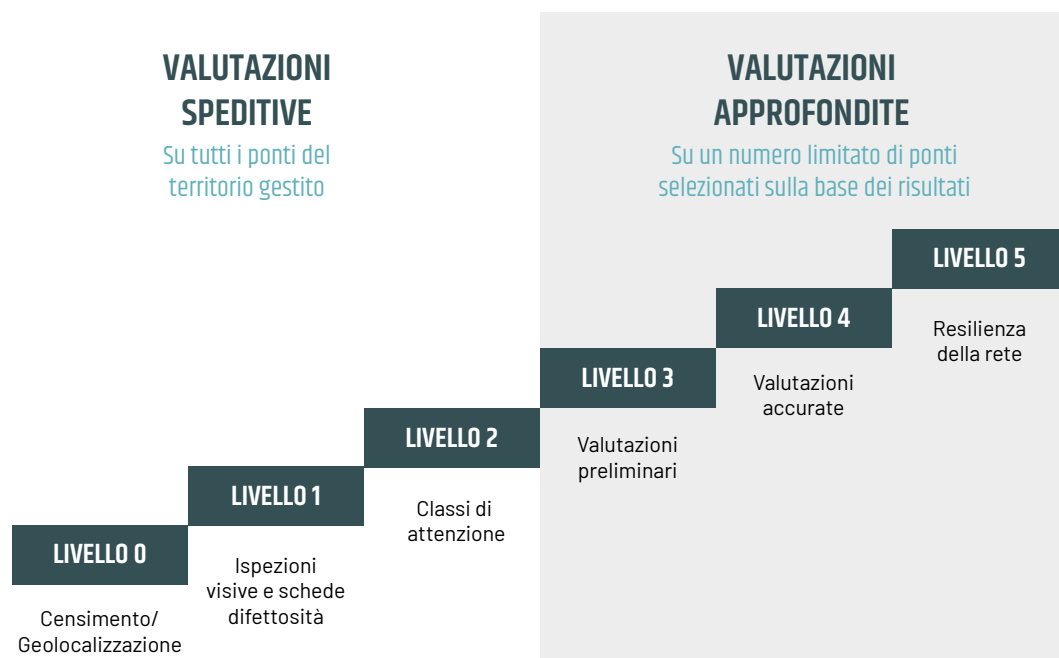 VALUTAZIONI
SPEDITIVE
Su tutti i ponti del
territorio gestito
VALUTAZIONI
APPROFONDITE
Su un numero limitato di ponti
selezionati sulla base dei risultati
LIVELLO 0
Censimento/
Geolocalizzazione
LIVELLO 1
Ispezioni
visive e schede
difettosità
LIVELLO 2
Classi di
attenzione
LIVELLO 3
Valutazioni
preliminari
LIVELLO 4
Valutazioni
accurate
LIVELLO 5
Resilienza
della rete